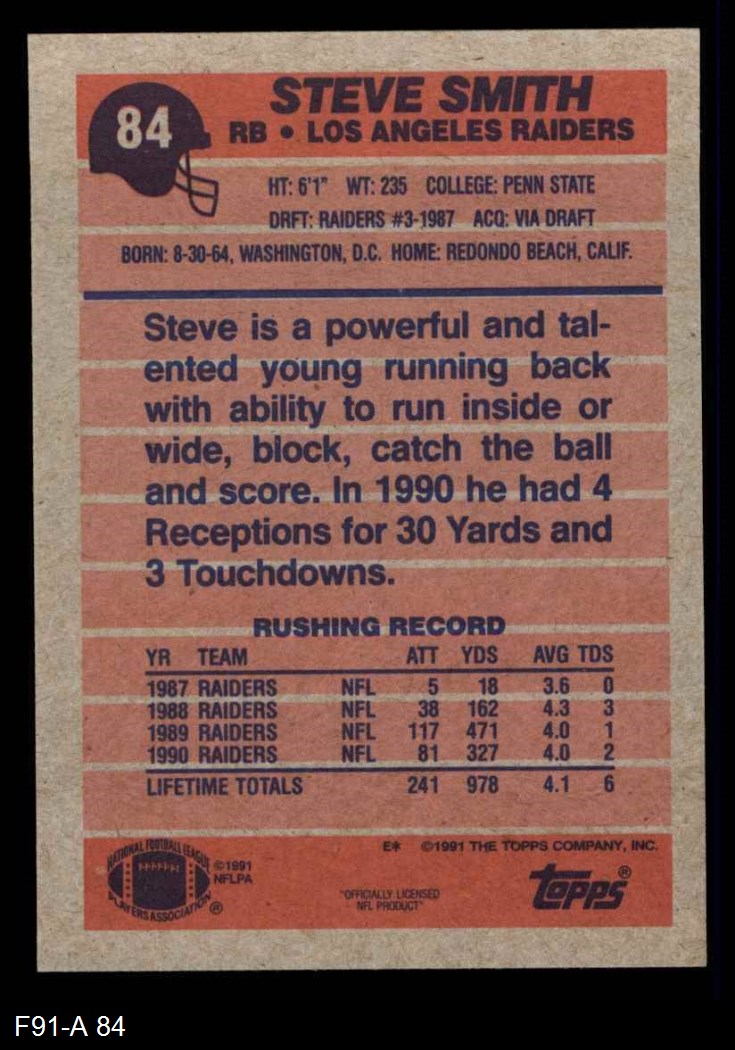 84
STEVE SMITH
RB • LOS ANGELES RAIDERS
HT: 6'1" WT: 235 COLLEGE: PENN STATE
DRFT: RAIDERS #3-1987 ACQ: VIA DRAFT
BORN: 8-30-64, WASHINGTON, D.C. HOME: REDONDO BEACH, CALIF.
Steve is a powerful and tal-
ented young running back
with ability to run inside or
wide, block, catch the ball
and score. In 1990 he had 4
Receptions for 30 Yards and
3 Touchdowns.
RUSHING RECORD
YR TEAM ATT YDS AVG TDS
1987 RAIDERS NFL 5 18 3.6 0
1988 RAIDERS NFL 38 162 4.3 3
1989 RAIDERS NFL 117 471 4.0 1
1990 RAIDERS NFL 81 327 4.0 2
LIFETIME TOTALS 241 978 4.1 6
E* ©1991 THE TOPPS COMPANY, INC.
NATIONAL FOOTBALL LEAGUE
PLAYERS ASSOCIATION ®
©1991
NFLPA
"OFFICIALLY LICENSED
NFL PRODUCT"
topps®
F91-A 84